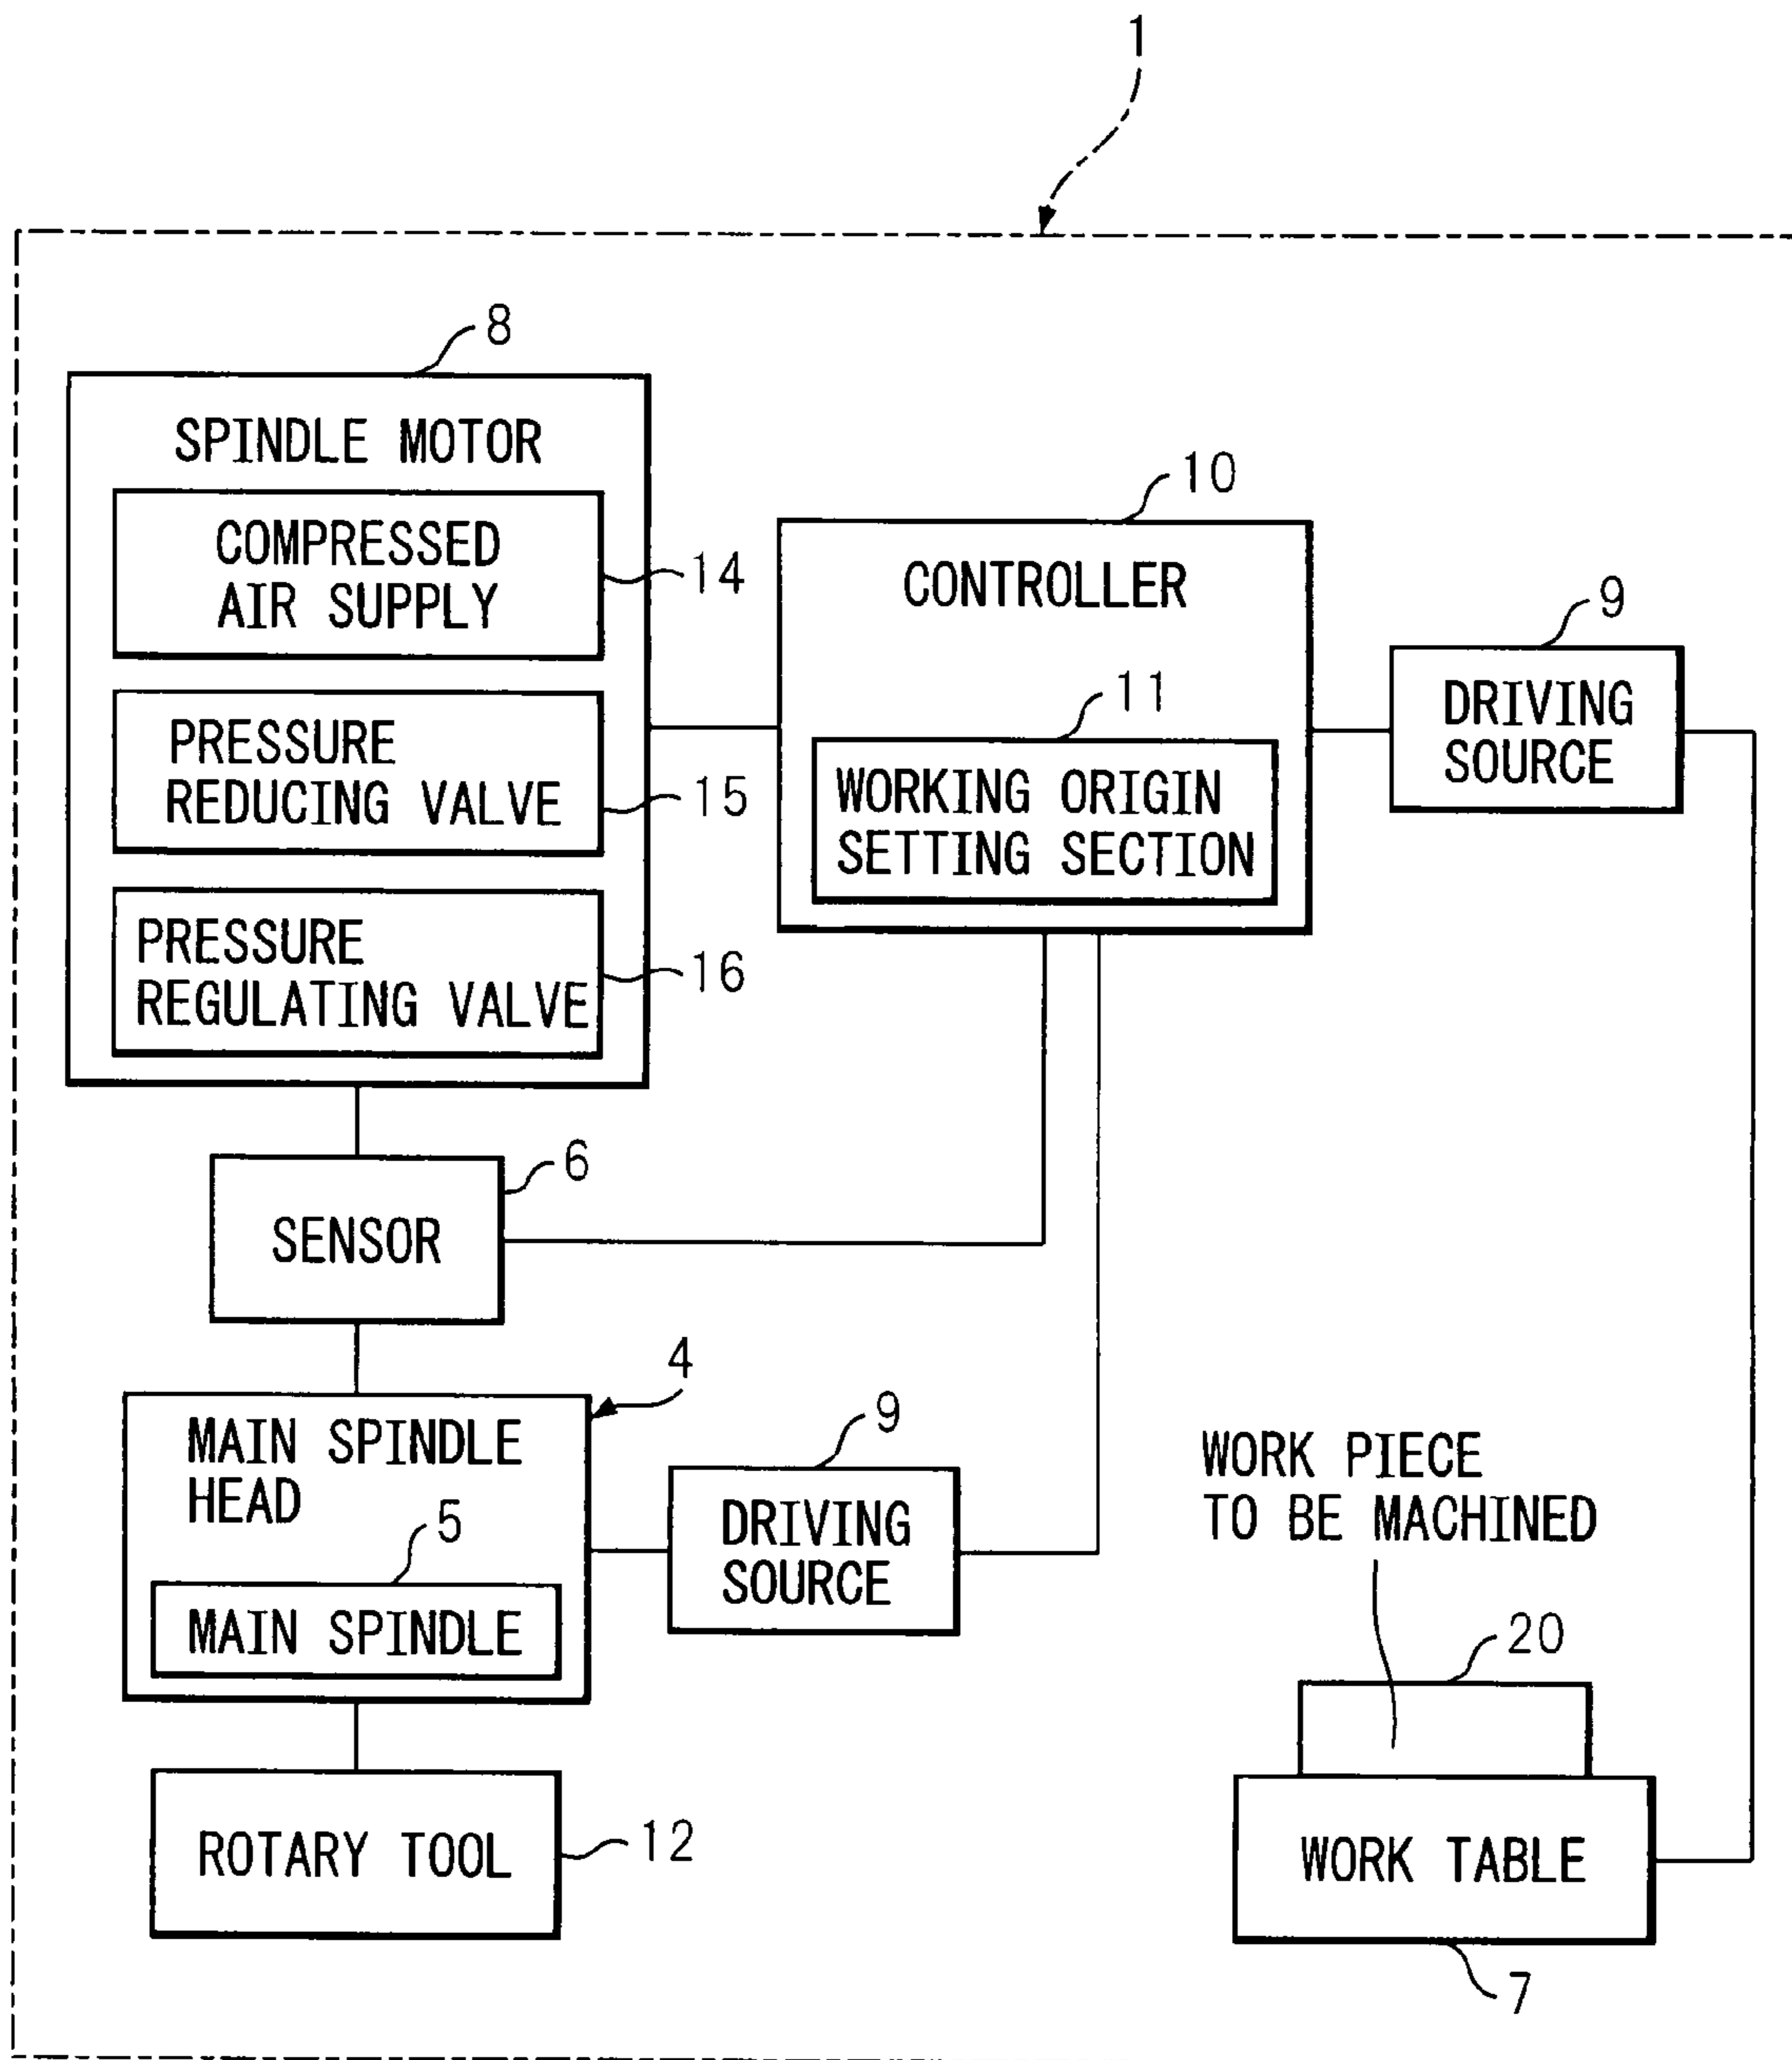 1
8
SPINDLE MOTOR
COMPRESSED
AIR SUPPLY
14
PRESSURE
REDUCING VALVE
15
PRESSURE
REGULATING VALVE
16
10
CONTROLLER
11
WORKING ORIGIN
SETTING SECTION
9
DRIVING
SOURCE
6
SENSOR
4
MAIN SPINDLE
HEAD
5
MAIN SPINDLE
9
DRIVING
SOURCE
12
ROTARY TOOL
WORK PIECE
TO BE MACHINED
20
WORK TABLE
7